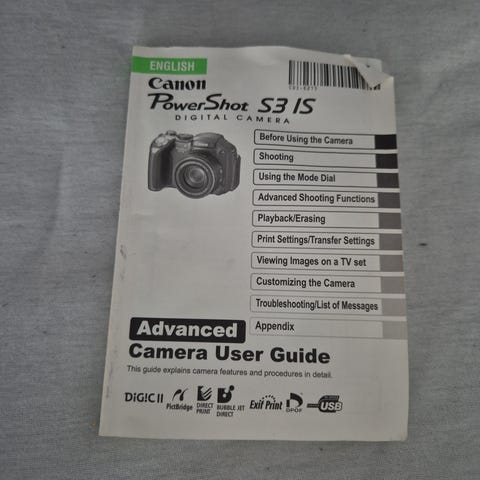 ENGLISH
Canon
PowerShot S3 IS
DIGITAL CAMERA
Before Using the Camera
Shooting
Using the Mode Dial
Advanced Shooting Functions
Playback/Erasing
Print Settings/Transfer Settings
Viewing Images on a TV set
Customizing the Camera
Troubleshooting/List of Messages
Appendix
Advanced
Camera User Guide
This guide explains camera features and procedures in detail.
DIGIC II
PictBridge
DIRECT PRINT
BUBBLE JET DIRECT
Exif Print
DPOF
USB